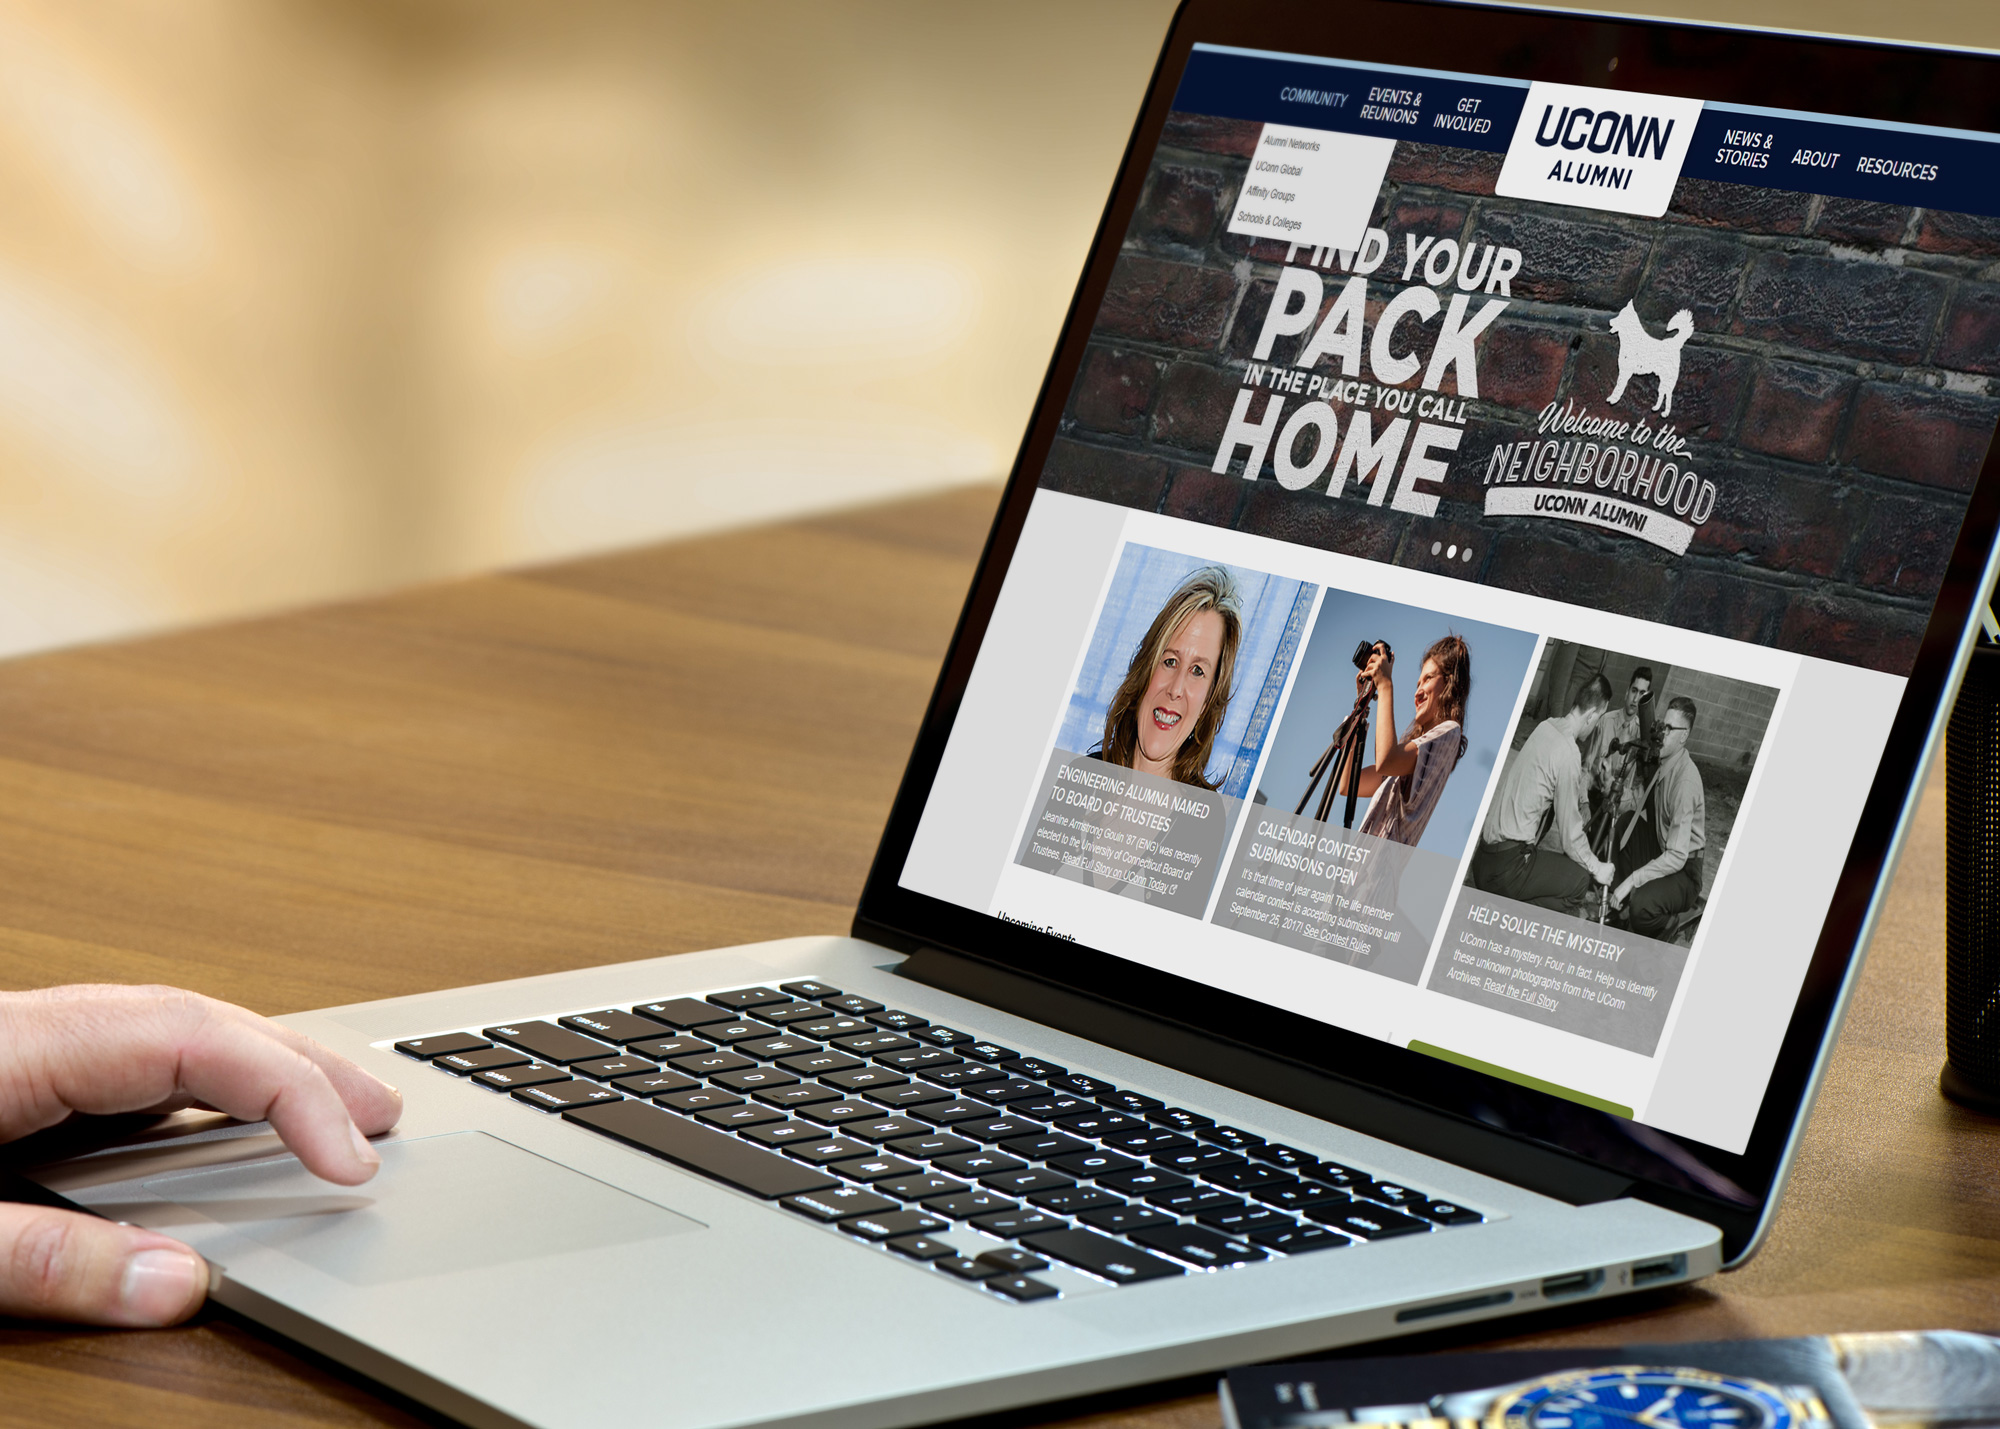 COMMUNITY
EVENTS &
REUNIONS
GET
INVOLVED
UCONN
ALUMNI
NEWS &
STORIES
ABOUT
RESOURCES
Alumni Networks
UConn Global
Affinity Groups
Schools & Colleges
FIND YOUR
PACK
IN THE PLACE YOU CALL
HOME
Welcome to the
NEIGHBORHOOD
UCONN ALUMNI
ENGINEERING ALUMNA NAMED
TO BOARD OF TRUSTEES
Jeanine Armstrong Gouin '87 (ENG) was recently
elected to the University of Connecticut Board of
Trustees. Read Full Story on UConn Today
CALENDAR CONTEST
SUBMISSIONS OPEN
It's that time of year again! The life member
calendar contest is accepting submissions until
September 25, 2017! See Contest Rules
HELP SOLVE THE MYSTERY
UConn has a mystery. Four, in fact. Help us identify
these unknown photographs from the UConn
Archives. Read the Full Story
Upcoming Events